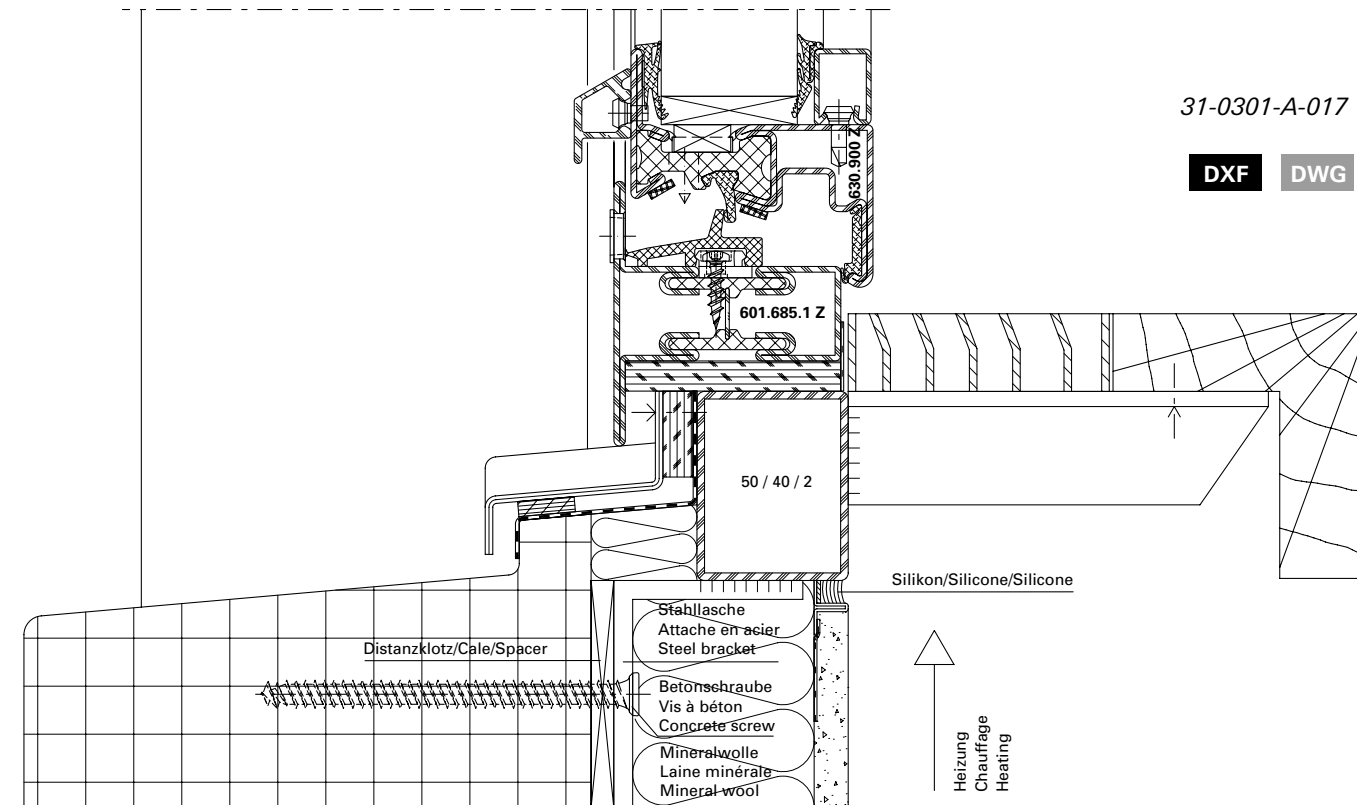 31-0301-A-017
DXF DWG
630.900 Z
601.685.1 Z
50 / 40 / 2
Silikon/Silicone/Silicone
Stahllasche
Attache en acier
Steel bracket
Distanzklotz/Cale/Spacer
Betonschraube
Vis à béton
Concrete screw
Mineralwolle
Laine minérale
Mineral wool
Heizung
Chauffage
Heating